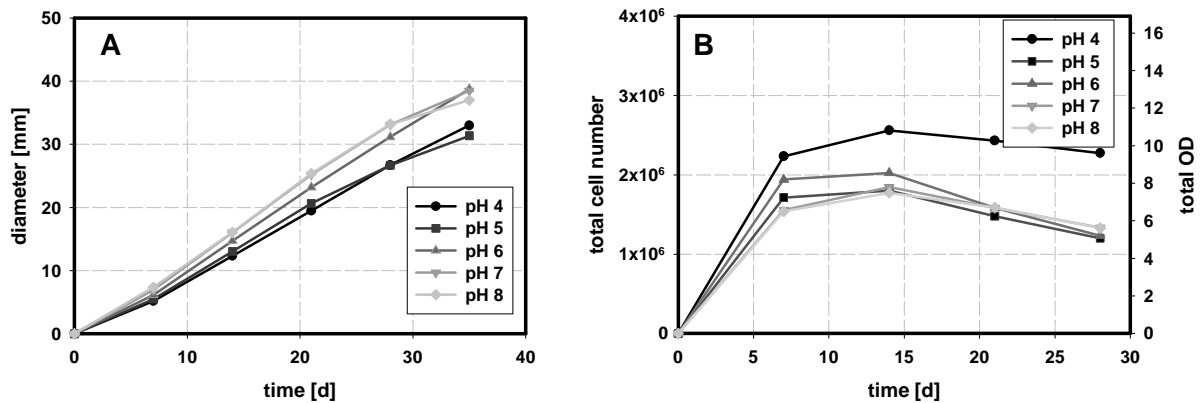 A
diameter [mm]
50
40
30
20
10
0
0 10 20 30 40
time [d]
pH 4
pH 5
pH 6
pH 7
pH 8
B
total cell number
4x10⁶
3x10⁶
2x10⁶
1x10⁶
0
0 5 10 15 20 25 30
time [d]
pH 4
pH 5
pH 6
pH 7
pH 8
16
14
12
10
8
6
4
2
0
total OD